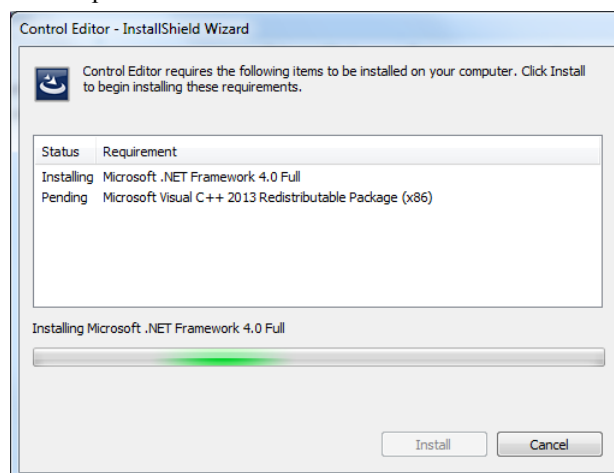 Control Editor - InstallShield Wizard
Control Editor requires the following items to be installed on your computer. Click Install
to begin installing these requirements.
Status Requirement
Installing Microsoft .NET Framework 4.0 Full
Pending Microsoft Visual C++ 2013 Redistributable Package (x86)
Installing Microsoft .NET Framework 4.0 Full
Install Cancel